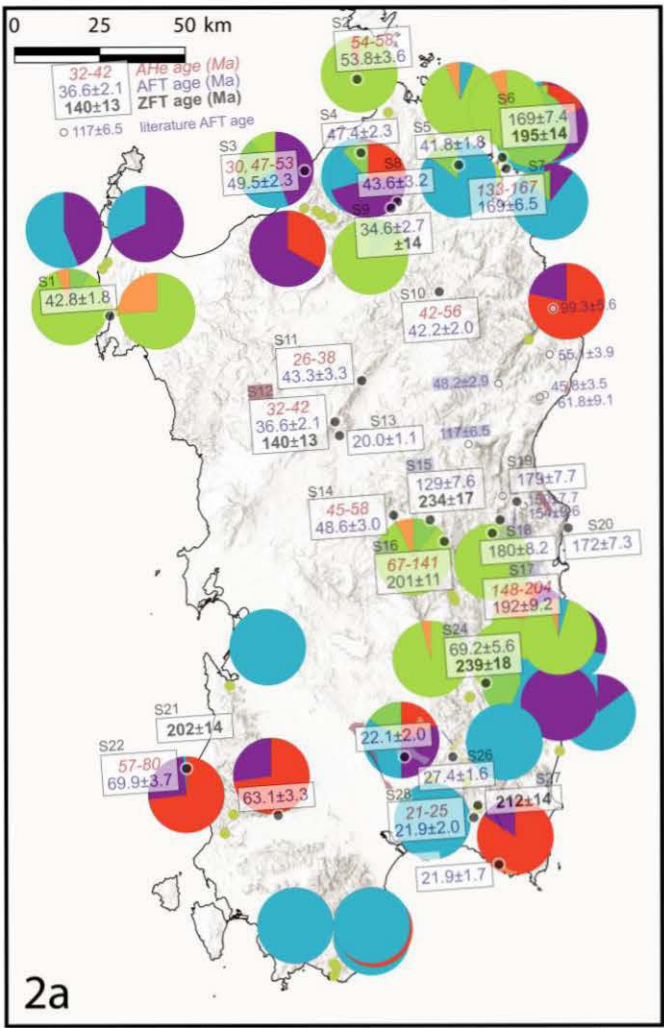 0 25 50 km
32-42 AHe age (Ma)
36.6±2.1 AFT age (Ma)
140±13 ZFT age (Ma)
117±6.5 literature AFT age
S2
54-58
53.8±3.6
S4
47.4±2.3
S3
30, 47-53
49.5±2.3
S8
43.6±3.2
S5
41.8±1.8
S6
169±7.4
195±14
S7
133-167
169±6.5
S9
34.6±2.7
±14
S1
42.8±1.8
S10
42-56
42.2±2.0
99.3±5.6
55.1±3.9
S11
26-38
43.3±3.3
48.2±2.9
45.8±3.5
61.8±9.1
S12
32-42
36.6±2.1
140±13
S13
20.0±1.1
117±6.5
S15
129±7.6
234±17
S19
179±7.7
S14
45-58
48.6±3.0
S18
180±8.2
S20
172±7.3
S16
67-141
201±11
S17
148-204
192±9.2
S24
69.2±5.6
239±18
S21
202±14
22.1±2.0
S22
57-80
69.9±3.7
S26
27.4±1.6
63.1±3.3
S28
21-25
21.9±2.0
S27
212±14
21.9±1.7
2a